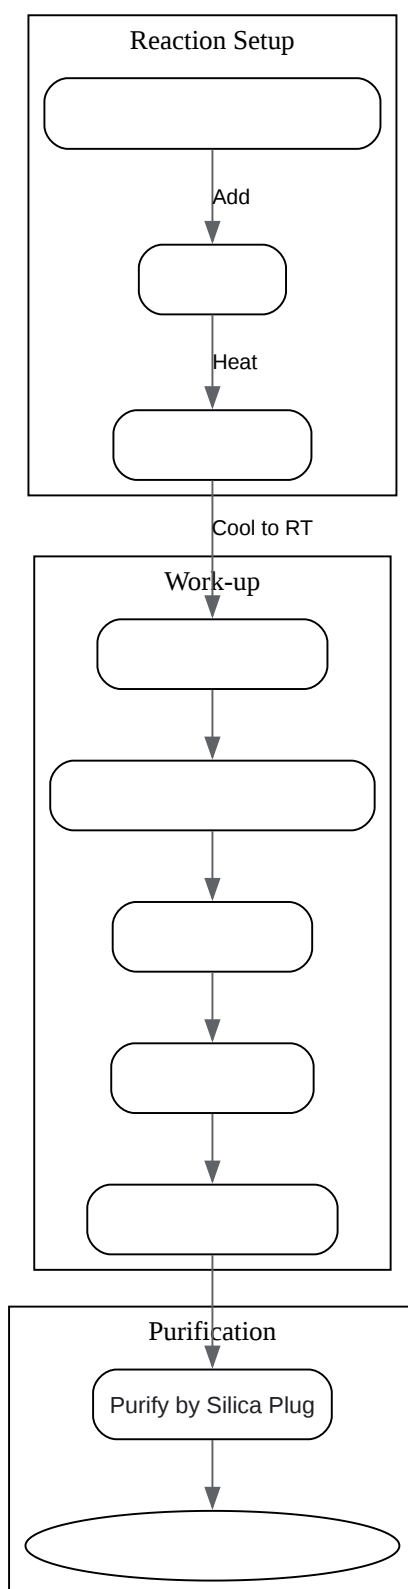 Reaction Setup
Add
Heat
Cool to RT
Work-up
Purification
Purify by Silica Plug